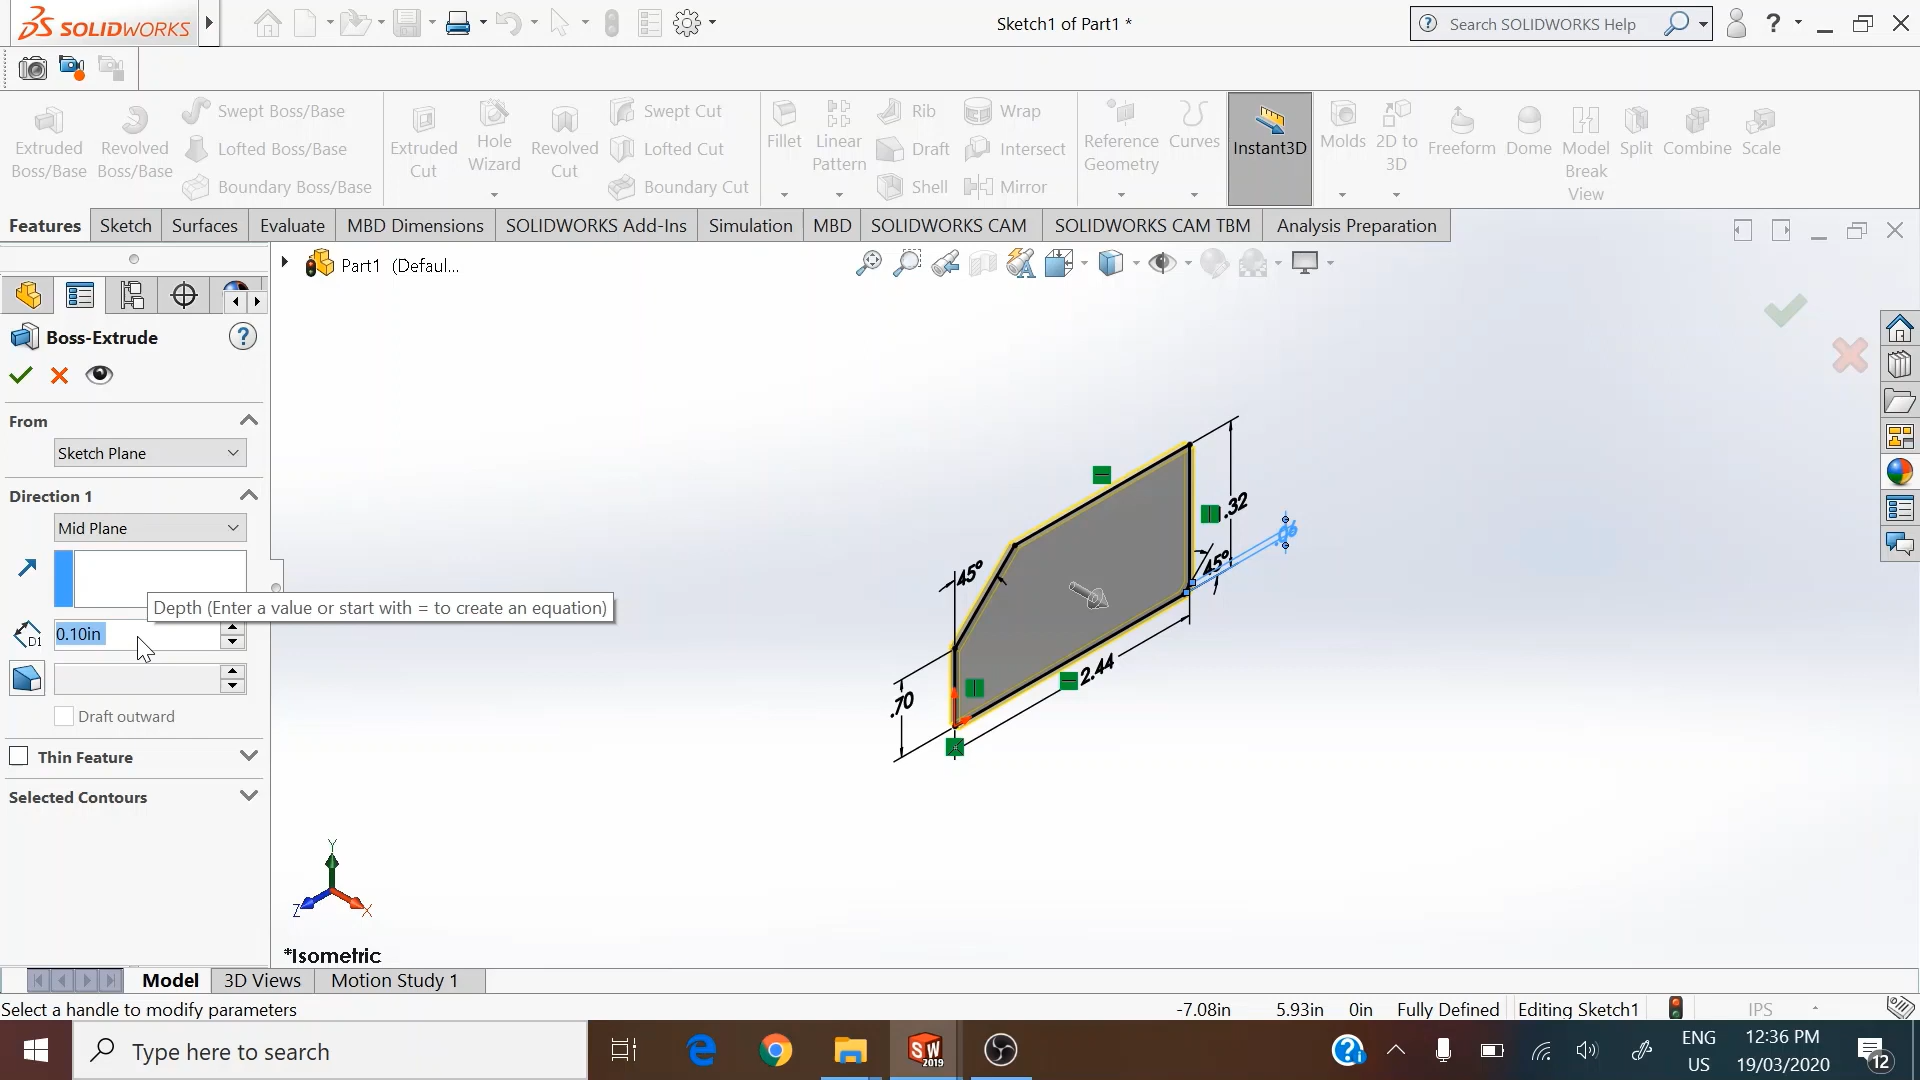 SOLIDWORKS
Sketch1 of Part1 *
Search SOLIDWORKS Help
Extruded Boss/Base
Revolved Boss/Base
Swept Boss/Base
Lofted Boss/Base
Boundary Boss/Base
Extruded Cut
Hole Wizard
Revolved Cut
Swept Cut
Lofted Cut
Boundary Cut
Fillet
Linear Pattern
Rib
Draft
Shell
Wrap
Intersect
Mirror
Reference Geometry
Curves
Instant3D
Molds
2D to 3D
Freeform
Dome
Model Break View
Split
Combine
Scale
Features
Sketch
Surfaces
Evaluate
MBD Dimensions
SOLIDWORKS Add-Ins
Simulation
MBD
SOLIDWORKS CAM
SOLIDWORKS CAM TBM
Analysis Preparation
Part1 (Defaul...
Boss-Extrude
From
Sketch Plane
Direction 1
Mid Plane
Depth (Enter a value or start with = to create an equation)
D1
0.10in
Draft outward
Thin Feature
Selected Contours
.32
.06
45°
45°
2.44
.70
Y
Z
X
*Isometric
Model
3D Views
Motion Study 1
Select a handle to modify parameters
-7.08in
5.93in
0in
Fully Defined
Editing Sketch1
IPS
Type here to search
SW
2019
ENG
US
12:36 PM
19/03/2020
12